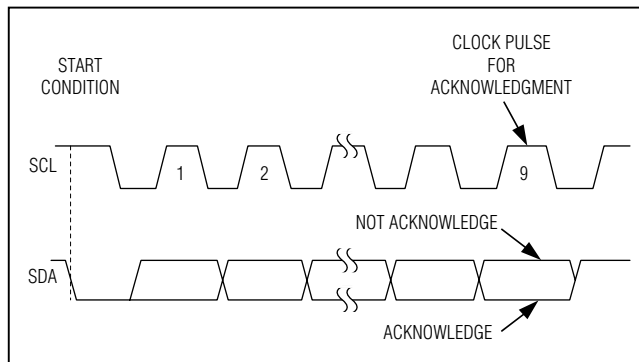 START
CONDITION
CLOCK PULSE
FOR
ACKNOWLEDGMENT
SCL
1
2
9
NOT ACKNOWLEDGE
SDA
ACKNOWLEDGE